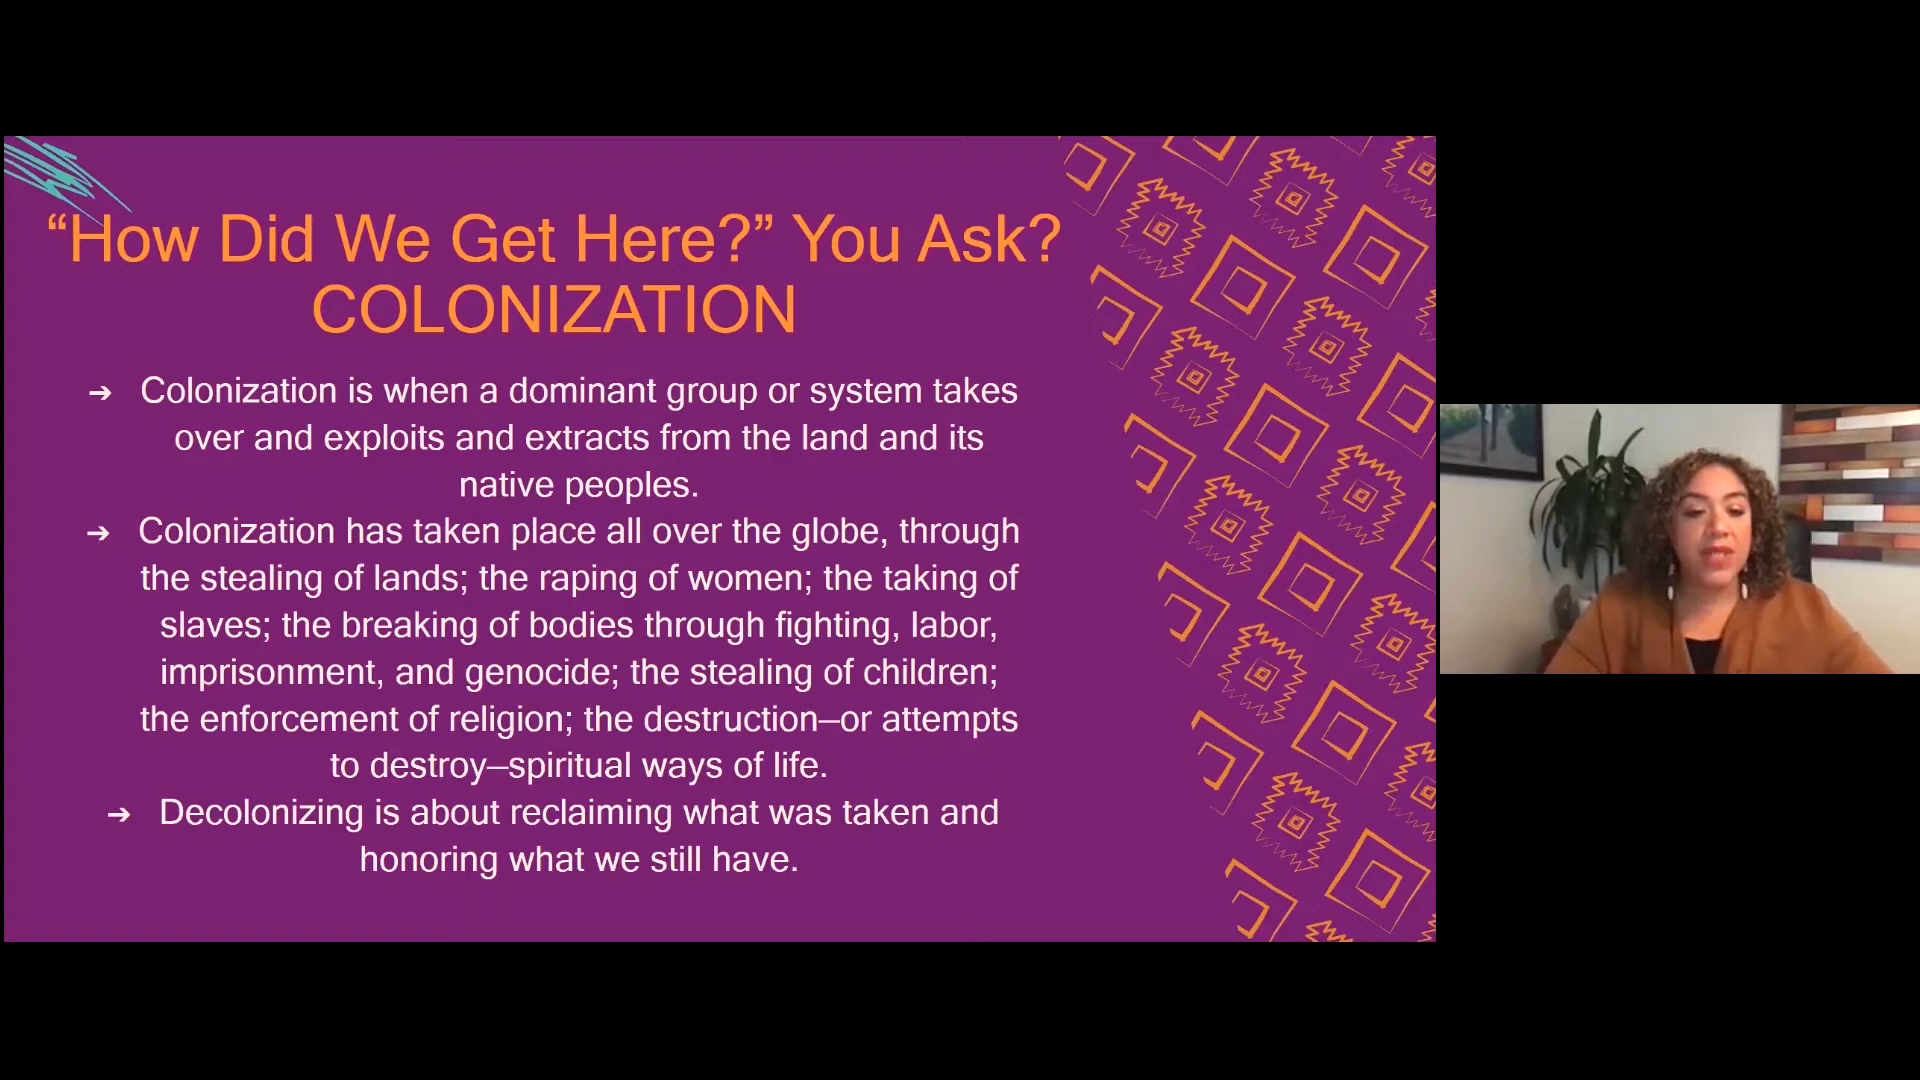 “How Did We Get Here?” You Ask?
COLONIZATION
➔ Colonization is when a dominant group or system takes
over and exploits and extracts from the land and its
native peoples.
➔ Colonization has taken place all over the globe, through
the stealing of lands; the raping of women; the taking of
slaves; the breaking of bodies through fighting, labor,
imprisonment, and genocide; the stealing of children;
the enforcement of religion; the destruction—or attempts
to destroy—spiritual ways of life.
➔ Decolonizing is about reclaiming what was taken and
honoring what we still have.